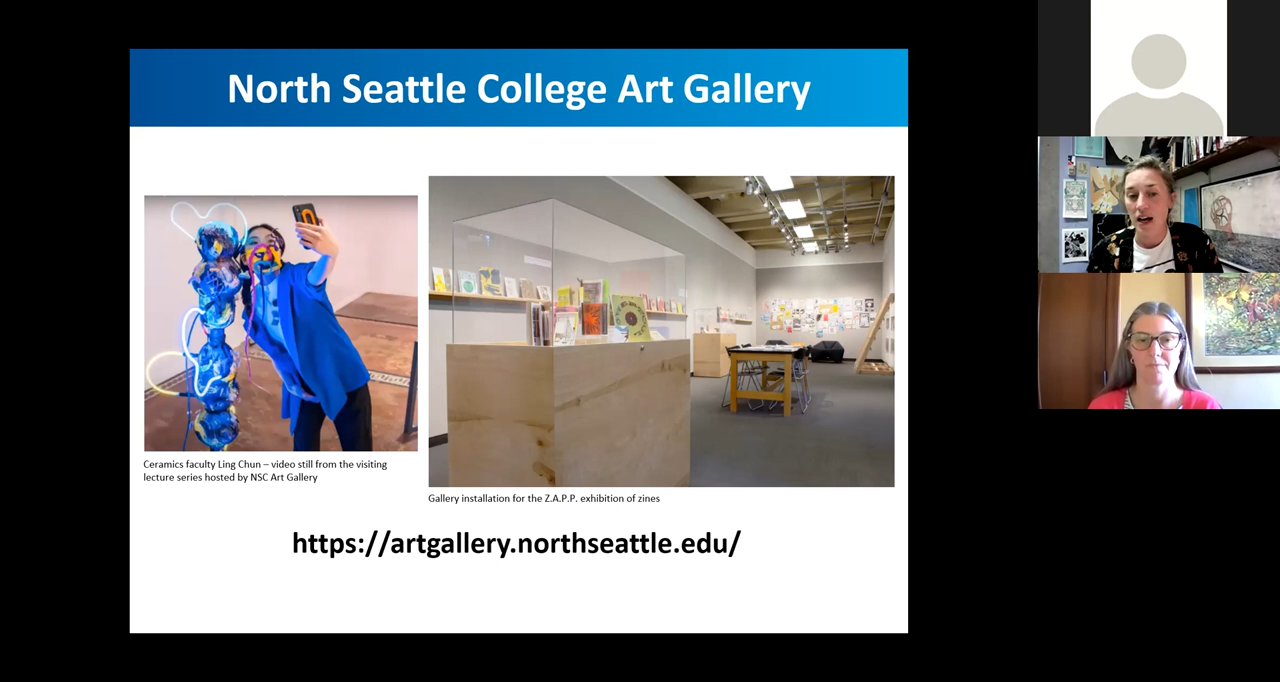 North Seattle College Art Gallery
Ceramics faculty Ling Chun – video still from the visiting
lecture series hosted by NSC Art Gallery
Gallery installation for the Z.A.P.P. exhibition of zines
https://artgallery.northseattle.edu/